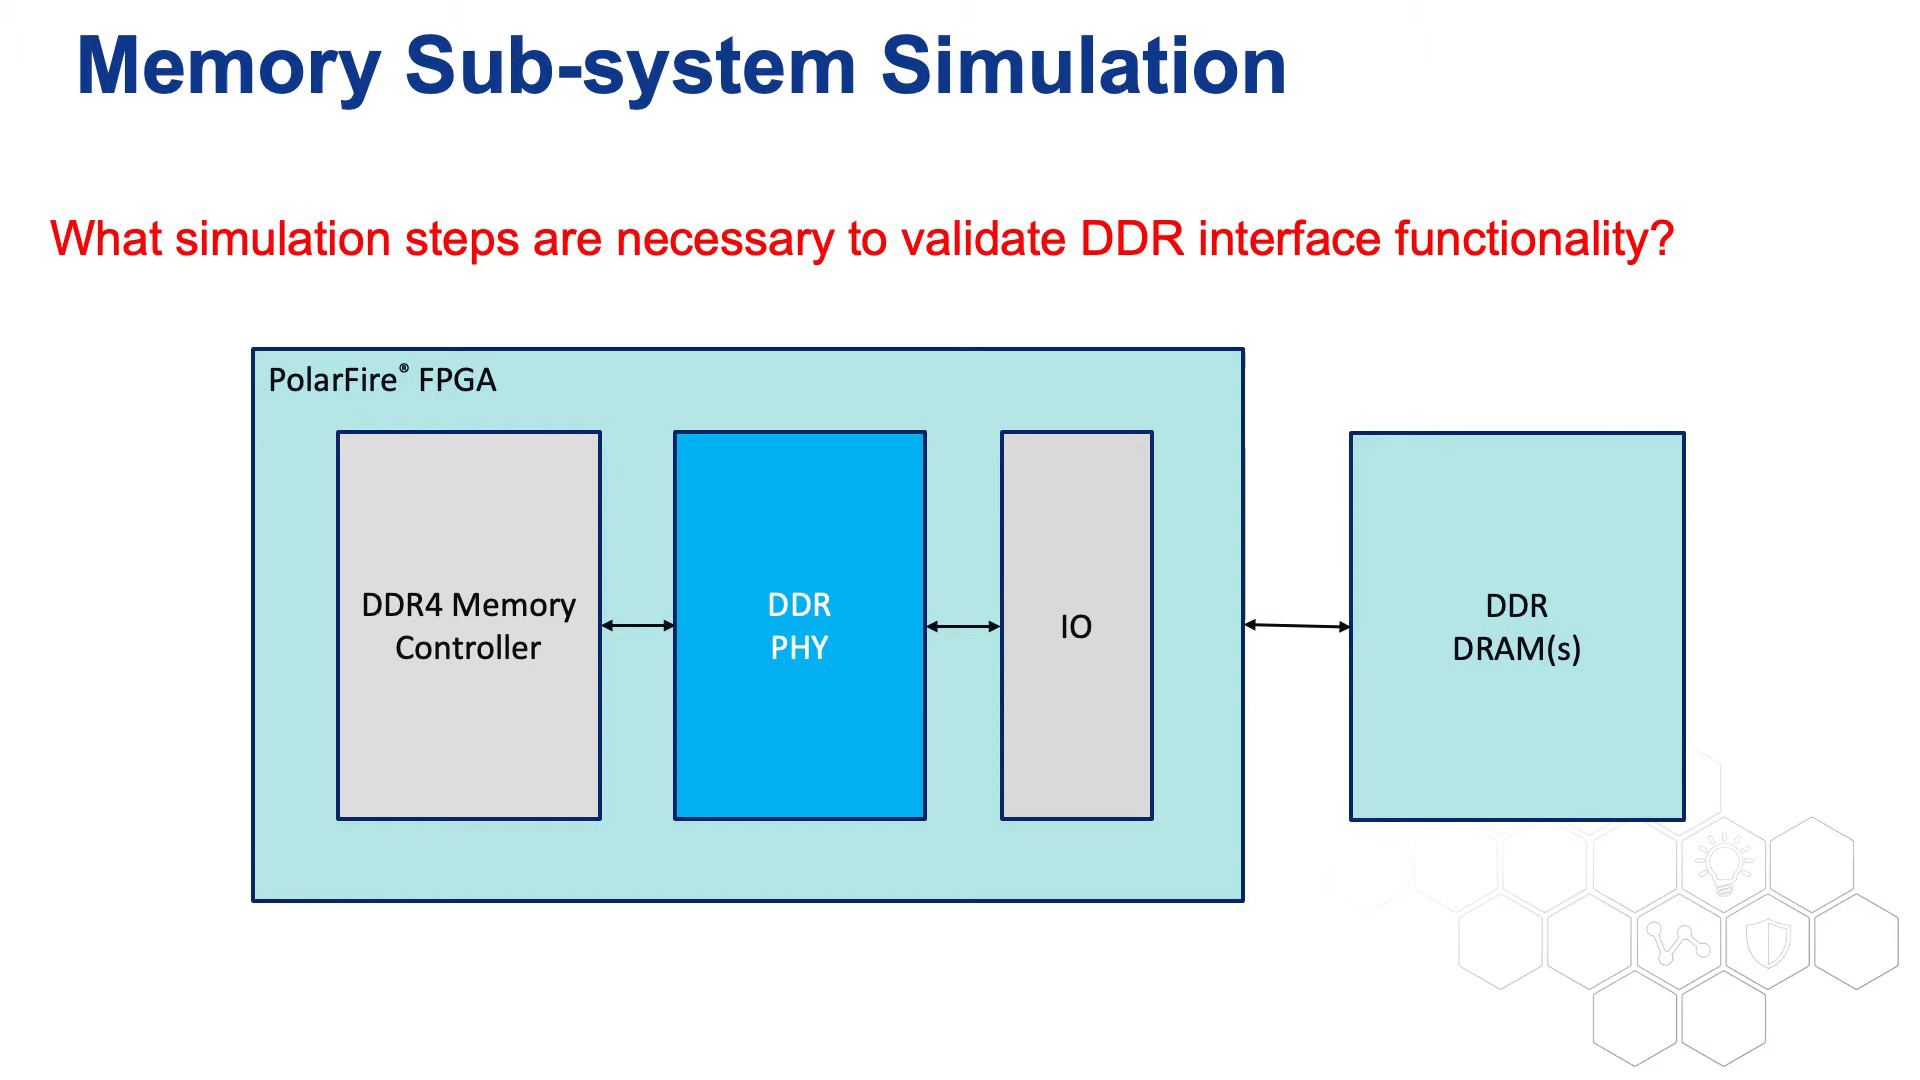 Memory Sub-system Simulation
What simulation steps are necessary to validate DDR interface functionality?
PolarFire® FPGA
DDR4 Memory
Controller
DDR
PHY
IO
DDR
DRAM(s)